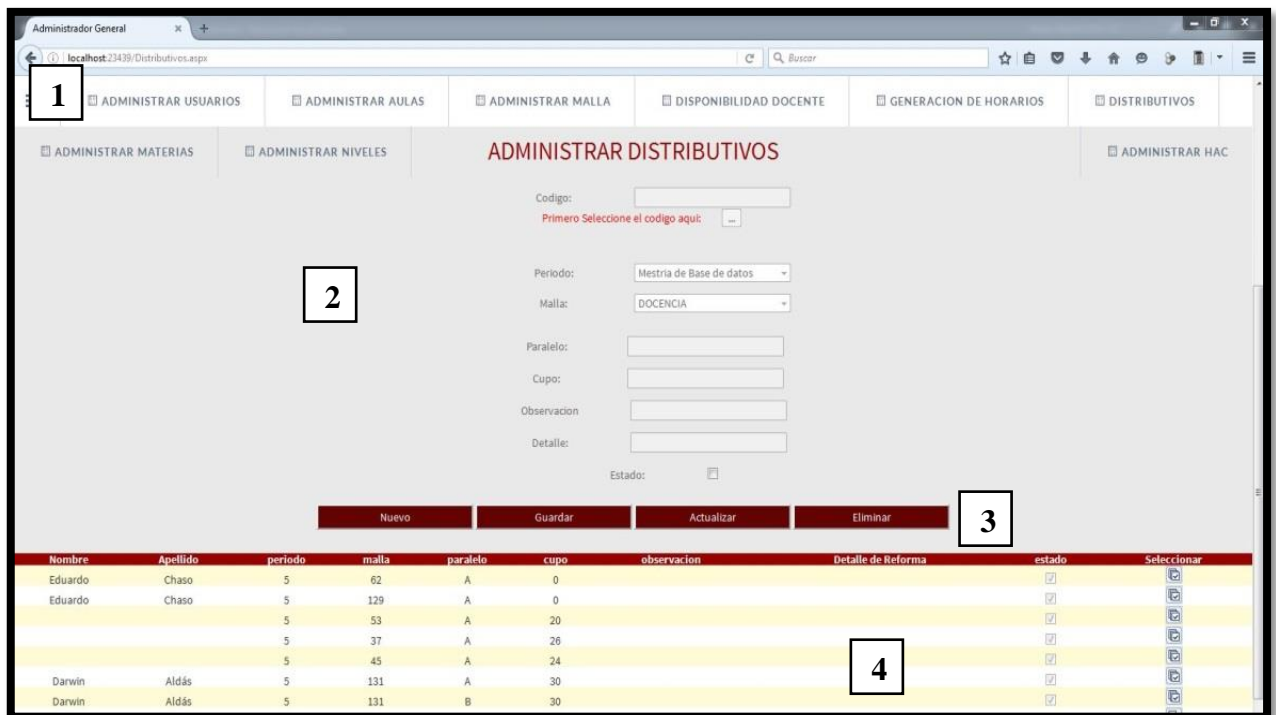 Administrador General × +
localhost:23439/Distributivos.aspx Buscar
1 ADMINISTRAR USUARIOS ADMINISTRAR AULAS ADMINISTRAR MALLA DISPONIBILIDAD DOCENTE GENERACION DE HORARIOS DISTRIBUTIVOS
ADMINISTRAR MATERIAS ADMINISTRAR NIVELES ADMINISTRAR DISTRIBUTIVOS ADMINISTRAR HAC
Codigo:
Primero Seleccione el codigo aqui: ...
Periodo: Mestria de Base de datos
2
Malla: DOCENCIA
Paralelo:
Cupo:
Observacion
Detalle:
Estado:
Nuevo Guardar Actualizar Eliminar 3
Nombre Apellido periodo malla paralelo cupo observacion Detalle de Reforma estado Seleccionar
Eduardo Chaso 5 62 A 0
Eduardo Chaso 5 129 A 0
5 53 A 20
5 37 A 26
5 45 A 24
4
Darwin Aldás 5 131 A 30
Darwin Aldás 5 131 B 30